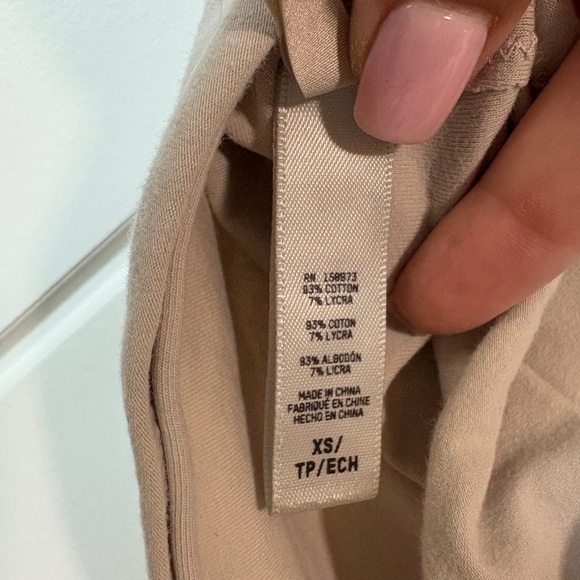 RN 158973
93% COTTON
7% LYCRA
93% COTON
7% LYCRA
93% ALGODÓN
7% LICRA
MADE IN CHINA
FABRIQUÉ EN CHINE
HECHO EN CHINA
XS/
TP/ECH